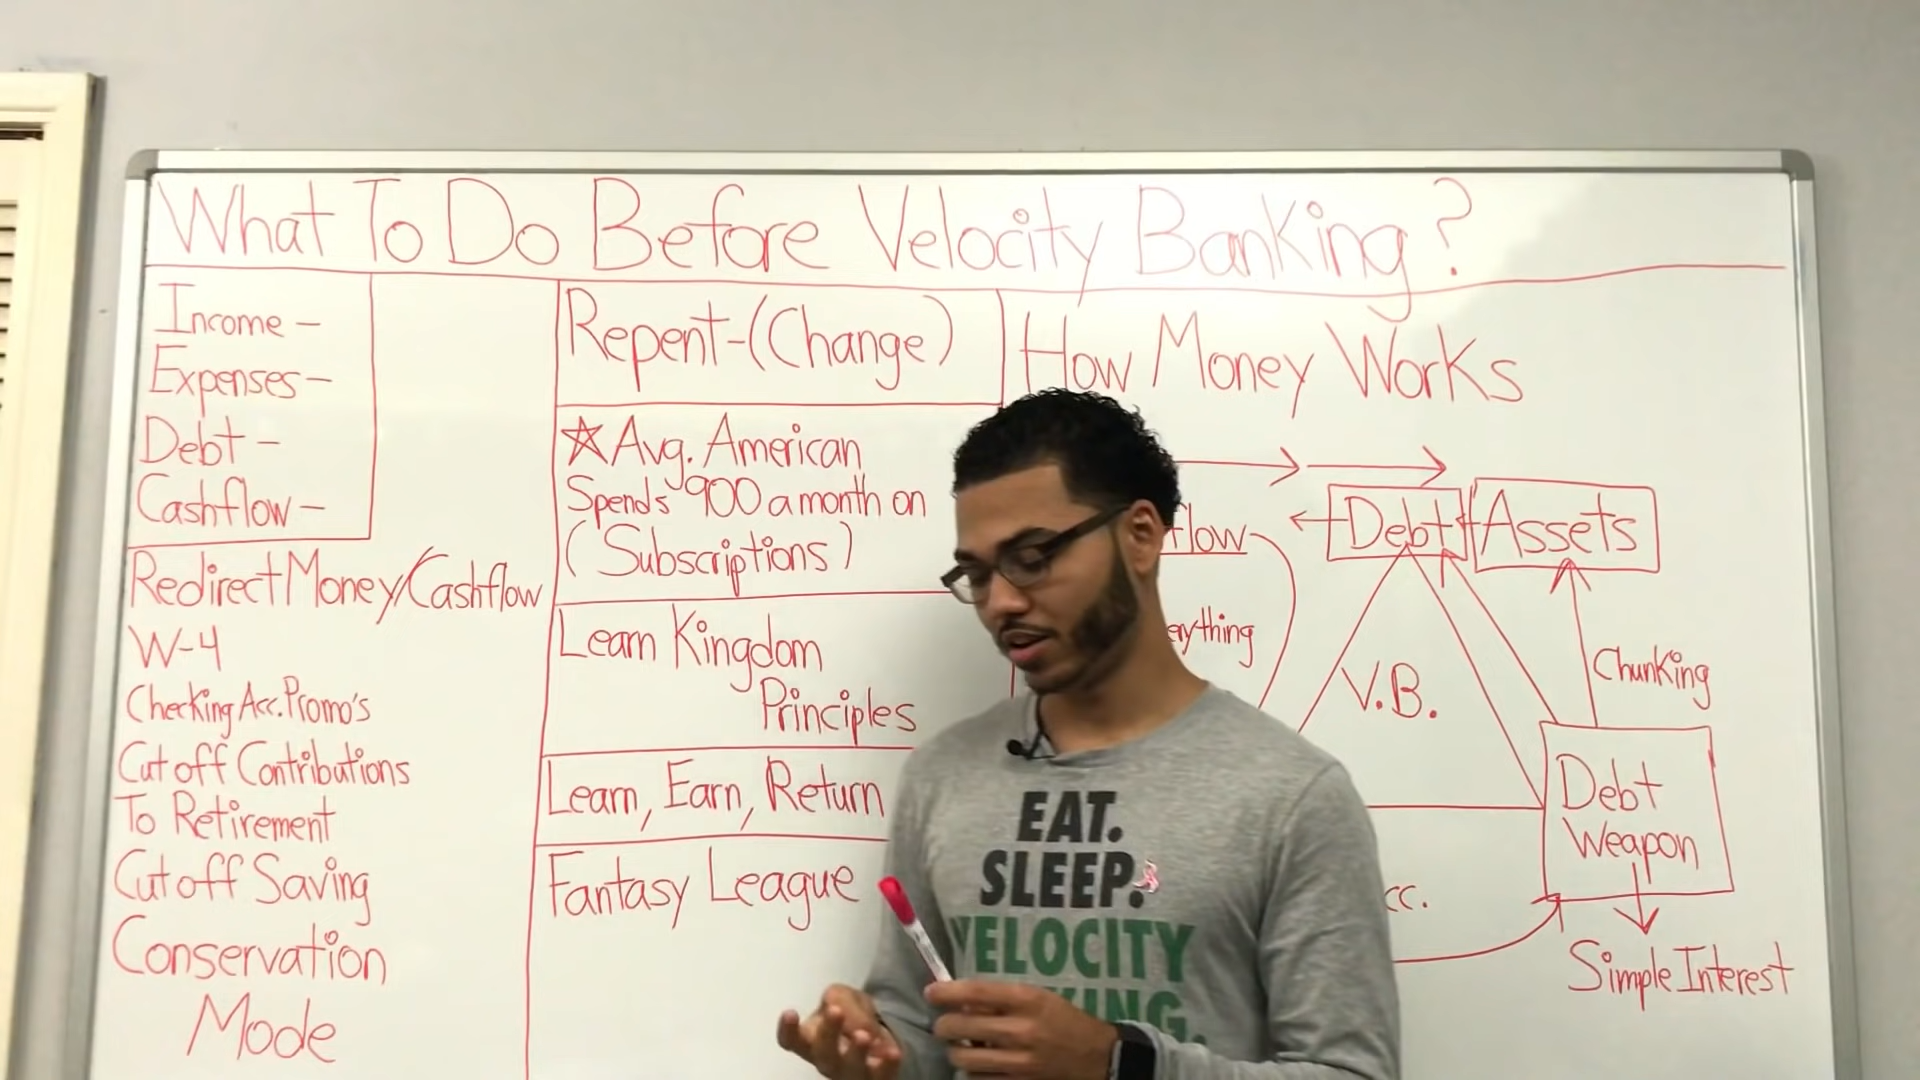 What To Do Before Velocity Banking?
Income -
Expenses -
Debt -
Cashflow -
Redirect Money/Cashflow
W-4
Checking Acc. Promo's
Cut off Contributions
To Retirement
Cut off Saving
Conservation
Mode
Repent-(Change)
☆Avg. American
Spends 900 a month on
(Subscriptions)
Learn Kingdom
Principles
Learn, Earn, Return
Fantasy League
How Money Works
flow
Debt
Assets
V.B.
Chunking
Debt
Weapon
Simple Interest
EAT.
SLEEP.
VELOCITY